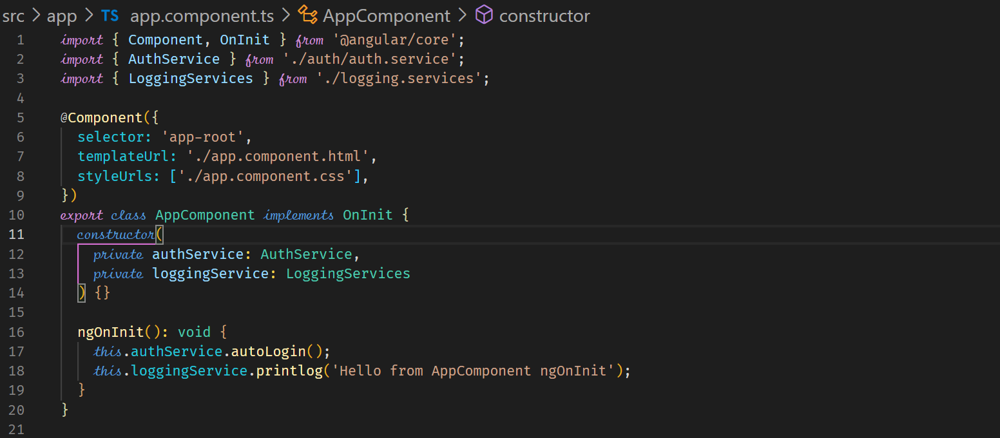 src > app > TS app.component.ts > AppComponent > constructor
1 import { Component, OnInit } from '@angular/core';
2 import { AuthService } from './auth/auth.service';
3 import { LoggingServices } from './logging.services';
4
5 @Component({
6   selector: 'app-root',
7   templateUrl: './app.component.html',
8   styleUrls: ['./app.component.css'],
9 })
10 export class AppComponent implements OnInit {
11   constructor(
12     private authService: AuthService,
13     private loggingService: LoggingServices
14   ) {}
15
16   ngOnInit(): void {
17     this.authService.autoLogin();
18     this.loggingService.printlog('Hello from AppComponent ngOnInit');
19   }
20 }
21